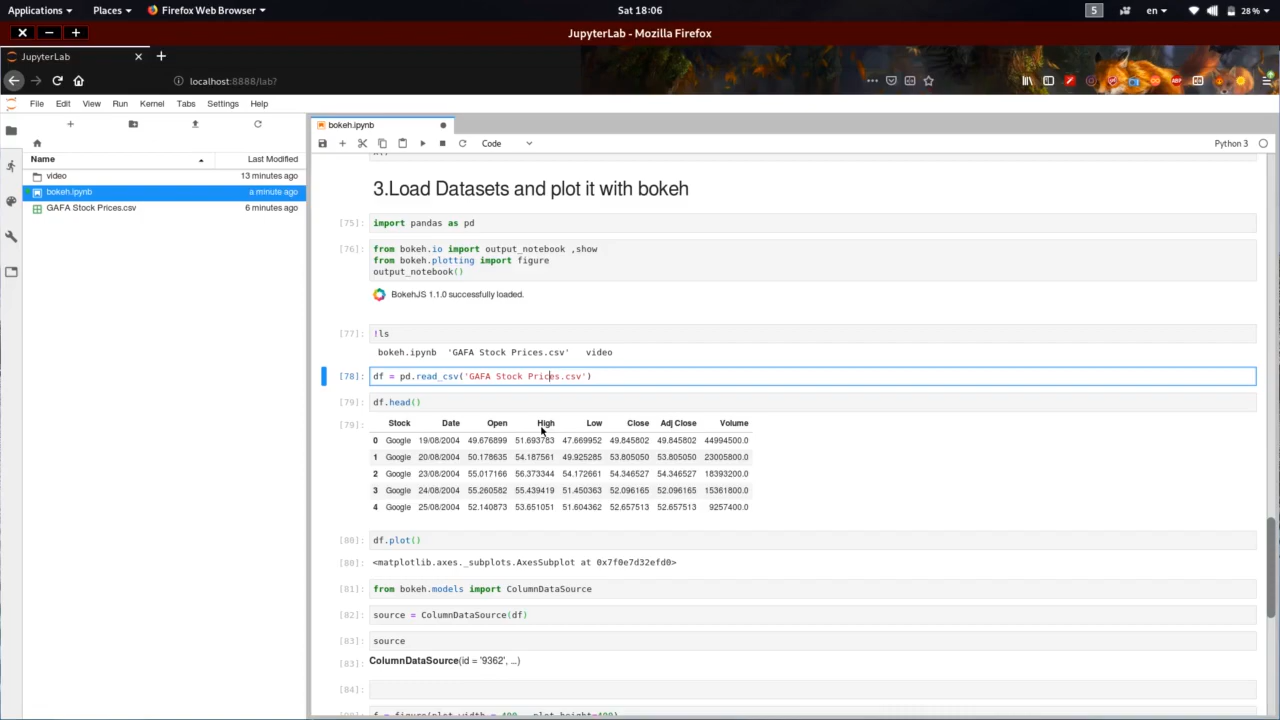 Applications Places Firefox Web Browser Sat 18:06 5 en 28 %
JupyterLab - Mozilla Firefox
JupyterLab
localhost:8888/lab?
File Edit View Run Kernel Tabs Settings Help
bokeh.ipynb
Code Python 3
Name Last Modified
video 13 minutes ago
bokeh.ipynb a minute ago
GAFA Stock Prices.csv 6 minutes ago
3.Load Datasets and plot it with bokeh
[75]: import pandas as pd
[76]: from bokeh.io import output_notebook ,show
from bokeh.plotting import figure
output_notebook()
BokehJS 1.1.0 successfully loaded.
[77]: !ls
bokeh.ipynb 'GAFA Stock Prices.csv' video
[78]: df = pd.read_csv('GAFA Stock Prices.csv')
[79]: df.head()
[79]: Stock Date Open High Low Close Adj Close Volume
0 Google 19/08/2004 49.676899 51.693783 47.669952 49.845802 49.845802 44994500.0
1 Google 20/08/2004 50.178635 54.187561 49.925285 53.805050 53.805050 23005800.0
2 Google 23/08/2004 55.017166 56.373344 54.172661 54.346527 54.346527 18393200.0
3 Google 24/08/2004 55.260582 55.439419 51.450363 52.096165 52.096165 15361800.0
4 Google 25/08/2004 52.140873 53.651051 51.604362 52.657513 52.657513 9257400.0
[80]: df.plot()
[80]: <matplotlib.axes._subplots.AxesSubplot at 0x7f0e7d32efd0>
[81]: from bokeh.models import ColumnDataSource
[82]: source = ColumnDataSource(df)
[83]: source
[83]: ColumnDataSource(id = '9362', ...)
[84]:
f = figure(plot_width = 400 , plot_height=400)